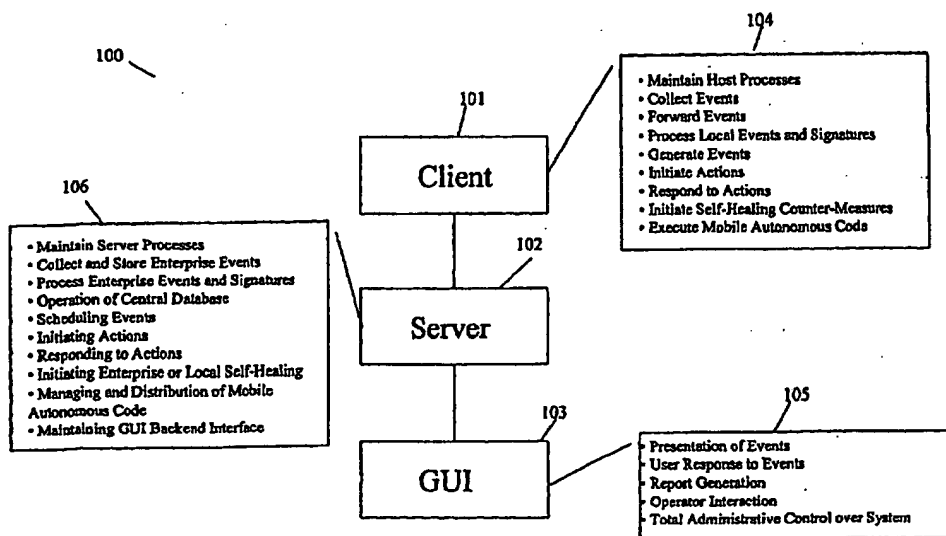 100
104
• Maintain Host Processes
• Collect Events
• Forward Events
• Process Local Events and Signatures
• Generate Events
• Initiate Actions
• Respond to Actions
• Initiate Self-Healing Counter-Measures
• Execute Mobile Autonomous Code
101
Client
106
• Maintain Server Processes
• Collect and Store Enterprise Events
• Process Enterprise Events and Signatures
• Operation of Central Database
• Scheduling Events
• Initiating Actions
• Responding to Actions
• Initiating Enterprise or Local Self-Healing
• Managing and Distribution of Mobile
Autonomous Code
• Maintaining GUI Backend Interface
102
Server
103
GUI
105
• Presentation of Events
• User Response to Events
• Report Generation
• Operator Interaction
• Total Administrative Control over System